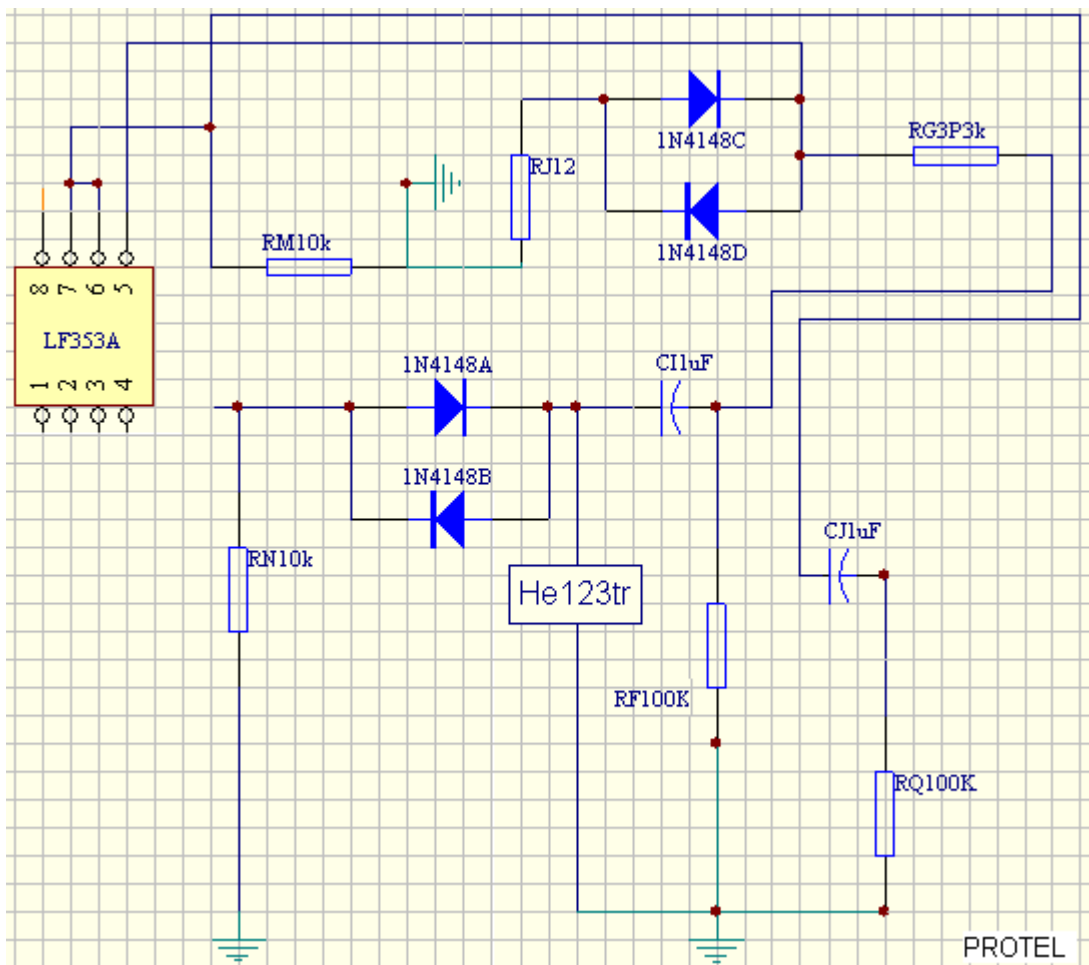 1N4148C
RG3P3k
RJ12
1N4148D
RM10k
8 7 6 5
LF353A
1 2 3 4
1N4148A
CI1uF
1N4148B
CJ1uF
RN10k
He123tr
RF100K
RQ100K
PROTEL